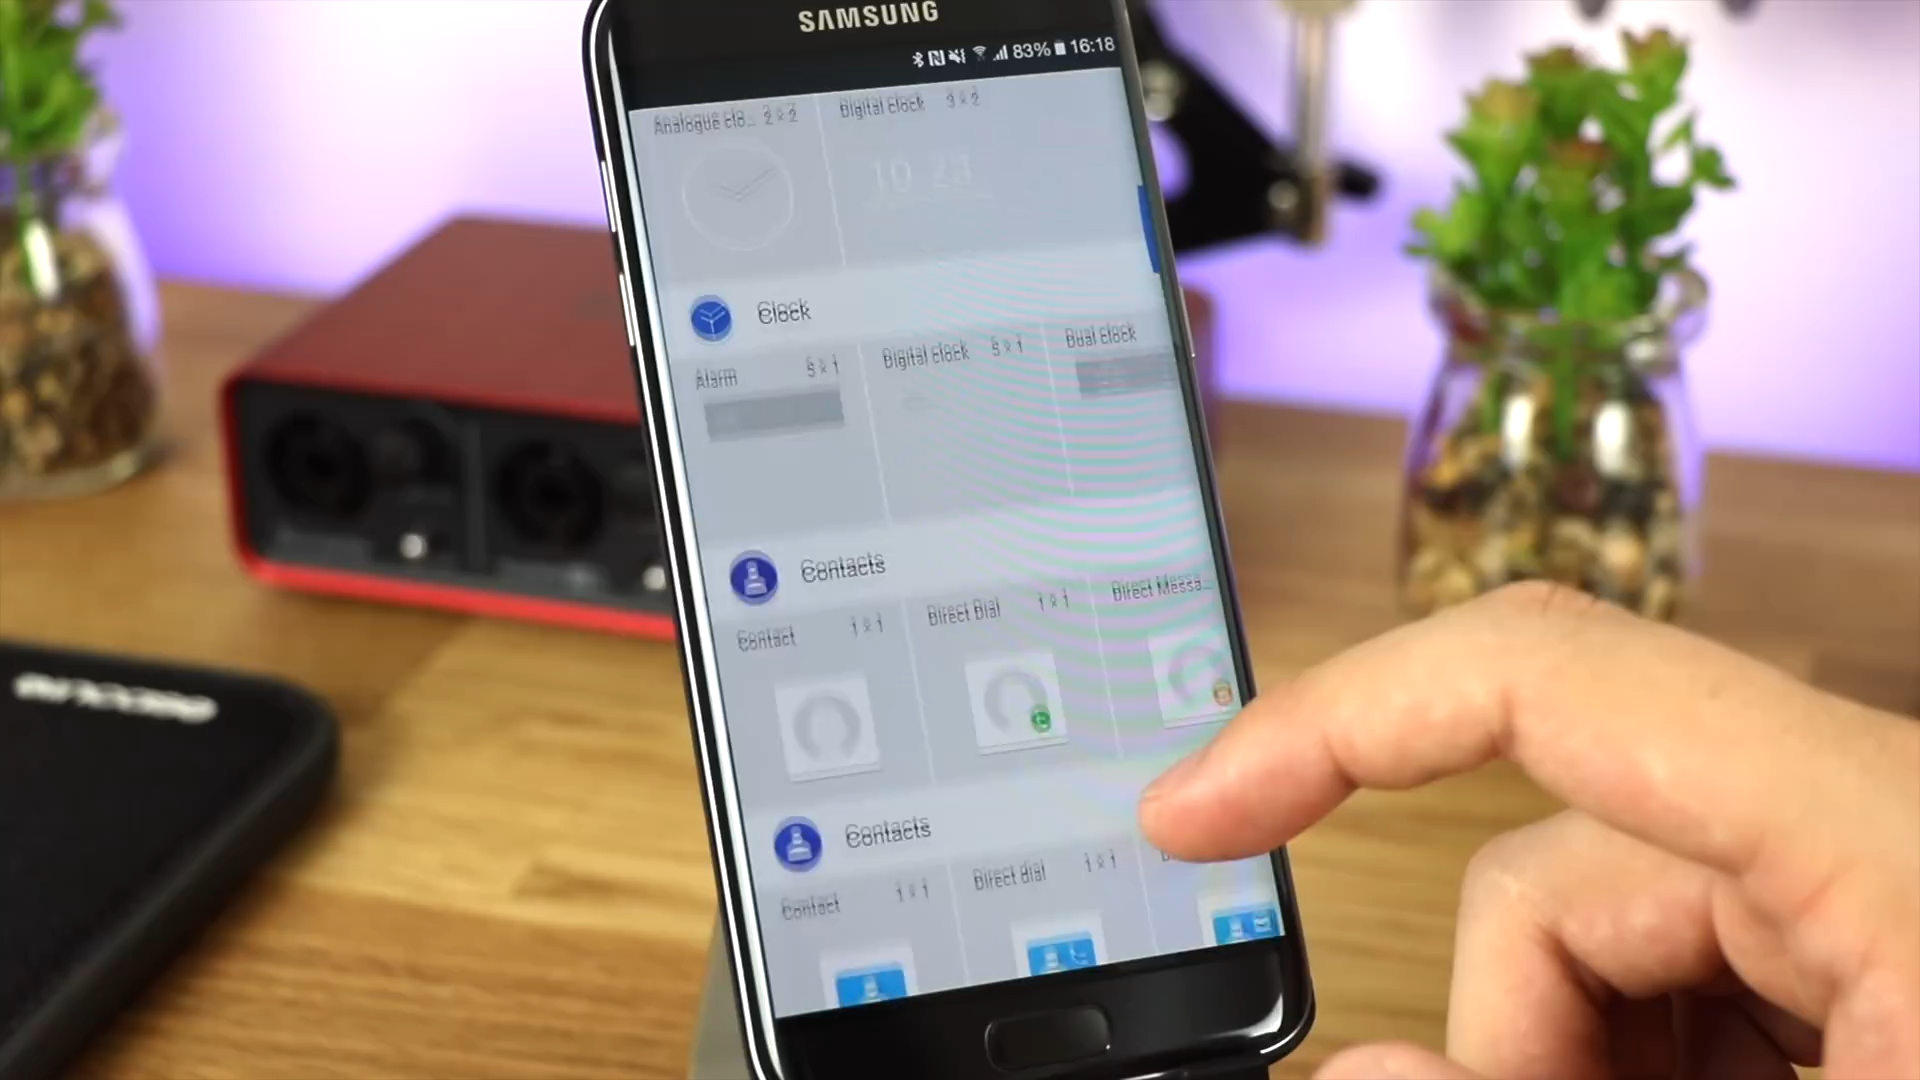 SAMSUNG
83% 16:18
Analogue clo... 2 x 2
Digital clock 3 x 2
10 23
Clock
Alarm 5 x 1
Digital clock 5 x 1
Dual clock
Contacts
Contact 1 x 1
Direct Dial 1 x 1
Direct Messa...
Contacts
Contact 1 x 1
Direct dial 1 x 1